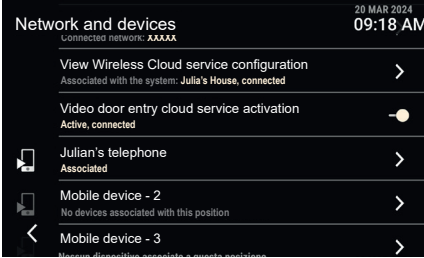 20 MAR 2024
Network and devices
09:18 AM
Connected network: XXXXX
View Wireless Cloud service configuration
Associated with the system: Julia's House, connected
Video door entry cloud service activation
Active, connected
Julian's telephone
Associated
Mobile device - 2
No devices associated with this position
Mobile device - 3
Nessun dispositivo associato a questa posizione